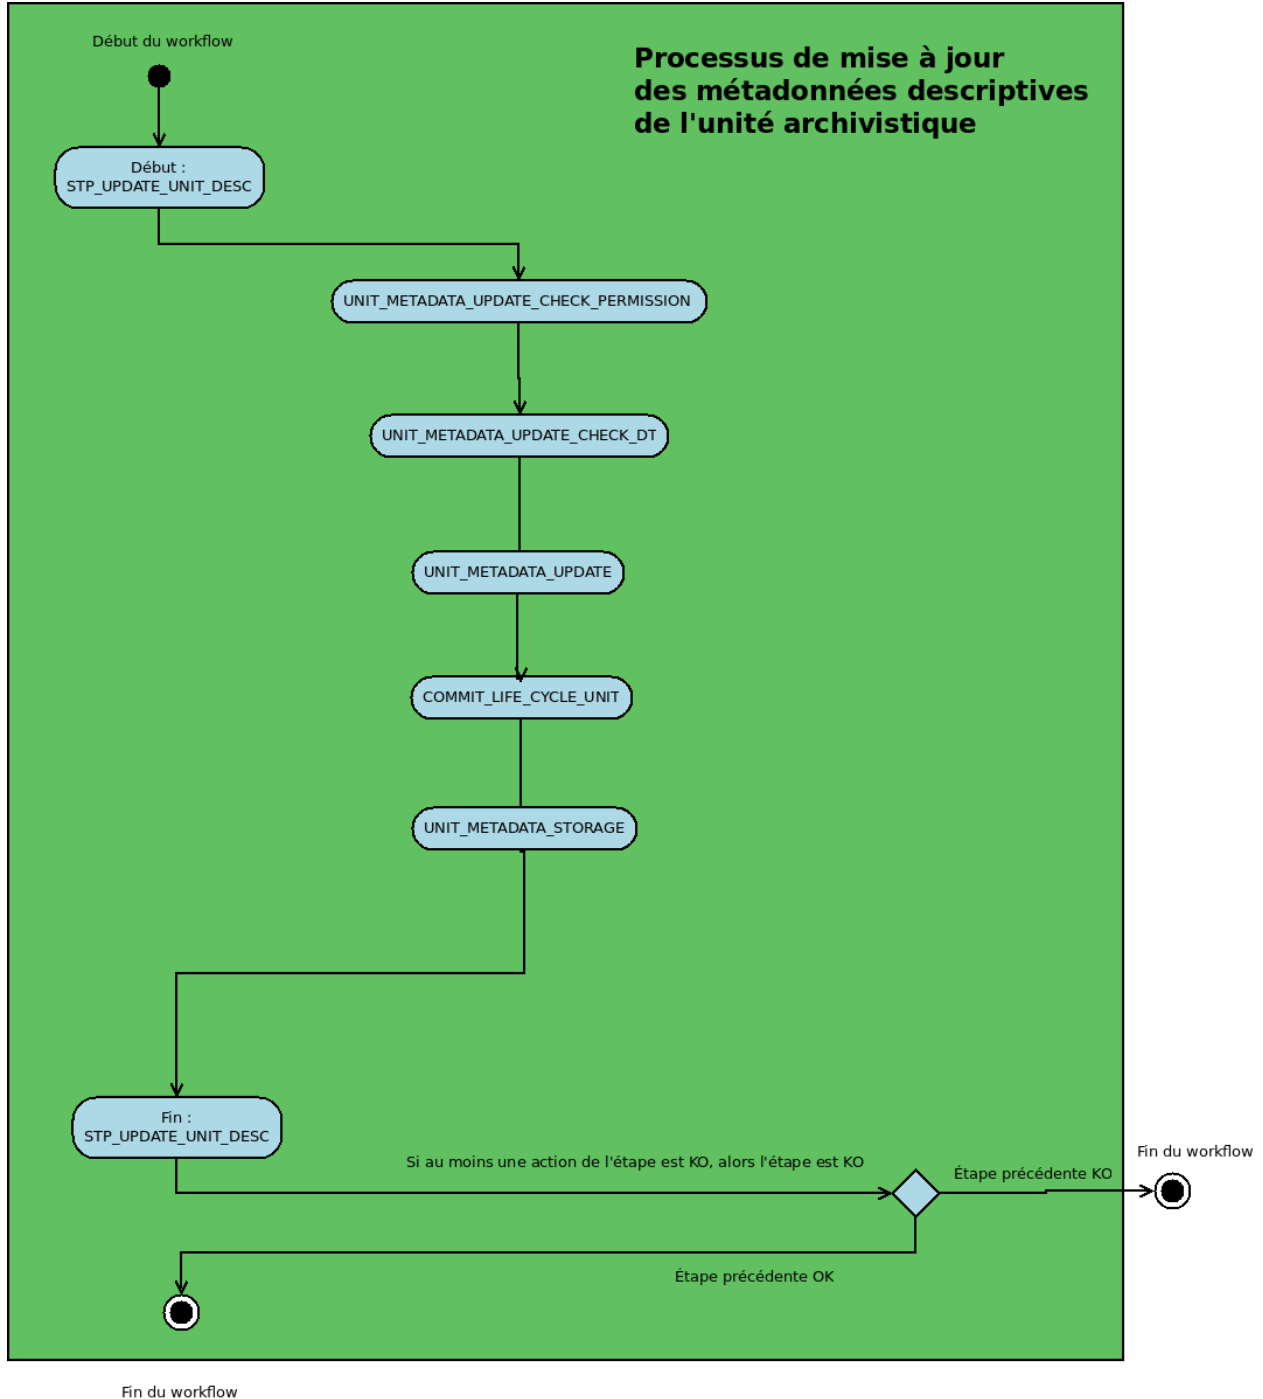 Début du workflow
Processus de mise à jour
des métadonnées descriptives
de l'unité archivistique
Début :
STP_UPDATE_UNIT_DESC
UNIT_METADATA_UPDATE_CHECK_PERMISSION
UNIT_METADATA_UPDATE_CHECK_DT
UNIT_METADATA_UPDATE
COMMIT_LIFE_CYCLE_UNIT
UNIT_METADATA_STORAGE
Fin :
STP_UPDATE_UNIT_DESC
Si au moins une action de l'étape est KO, alors l'étape est KO
Étape précédente KO
Fin du workflow
Étape précédente OK
Fin du workflow